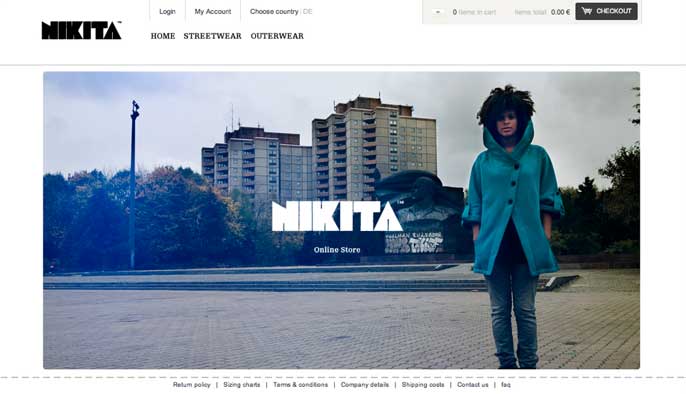 Login My Account Choose country : DE 0 items in cart items total 0.00 € CHECKOUT
NIKITA™
HOME STREETWEAR OUTERWEAR
NIKITA™
Online Store
Return policy | Sizing charts | Terms & conditions | Company details | Shipping costs | Contact us | faq